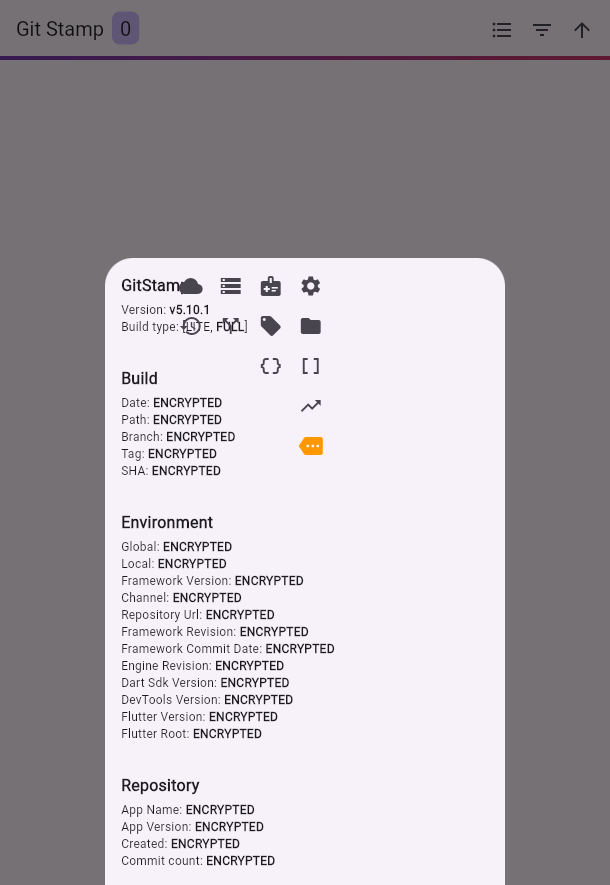 Git Stamp 0
GitStamp
Version: v5.10.1
Build type: [LITE, FULL]
Build
Date: ENCRYPTED
Path: ENCRYPTED
Branch: ENCRYPTED
Tag: ENCRYPTED
SHA: ENCRYPTED
Environment
Global: ENCRYPTED
Local: ENCRYPTED
Framework Version: ENCRYPTED
Channel: ENCRYPTED
Repository Url: ENCRYPTED
Framework Revision: ENCRYPTED
Framework Commit Date: ENCRYPTED
Engine Revision: ENCRYPTED
Dart Sdk Version: ENCRYPTED
DevTools Version: ENCRYPTED
Flutter Version: ENCRYPTED
Flutter Root: ENCRYPTED
Repository
App Name: ENCRYPTED
App Version: ENCRYPTED
Created: ENCRYPTED
Commit count: ENCRYPTED